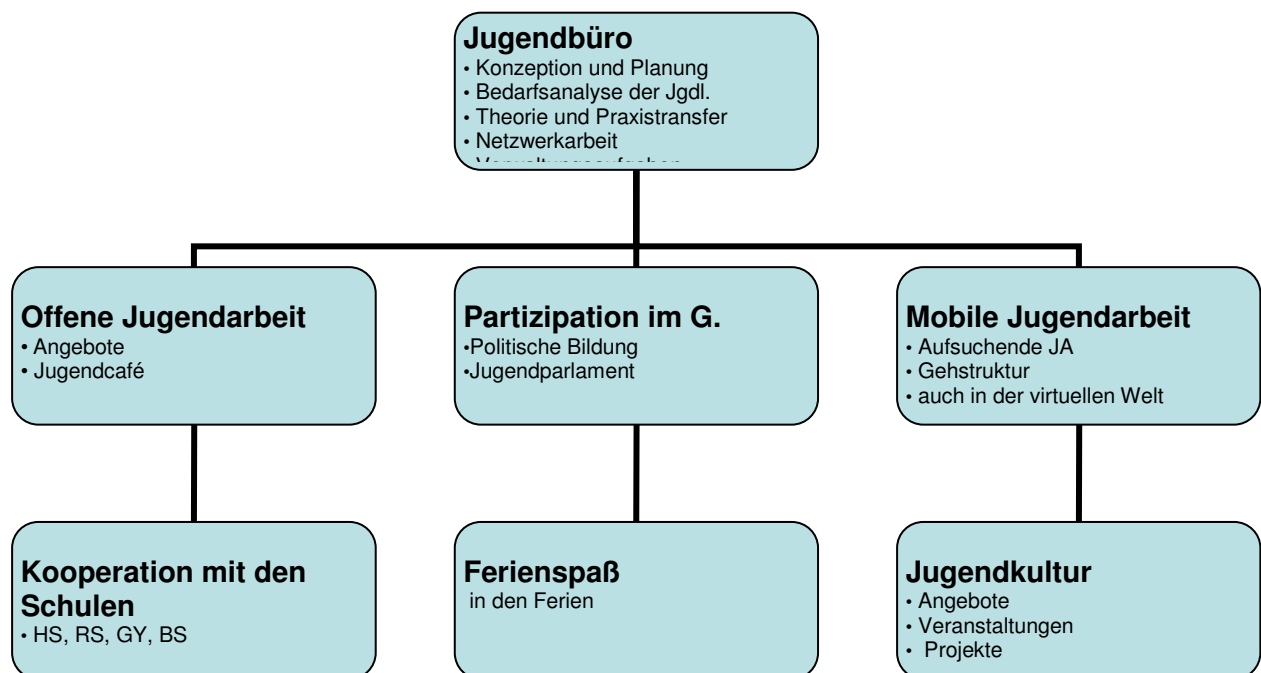 Jugendbüro
• Konzeption und Planung
• Bedarfsanalyse der Jgdl.
• Theorie und Praxistransfer
• Netzwerkarbeit
Offene Jugendarbeit
• Angebote
• Jugendcafé
Partizipation im G.
•Politische Bildung
•Jugendparlament
Mobile Jugendarbeit
• Aufsuchende JA
• Gehstruktur
• auch in der virtuellen Welt
Kooperation mit den
Schulen
• HS, RS, GY, BS
Ferienspaß
in den Ferien
Jugendkultur
• Angebote
• Veranstaltungen
• Projekte